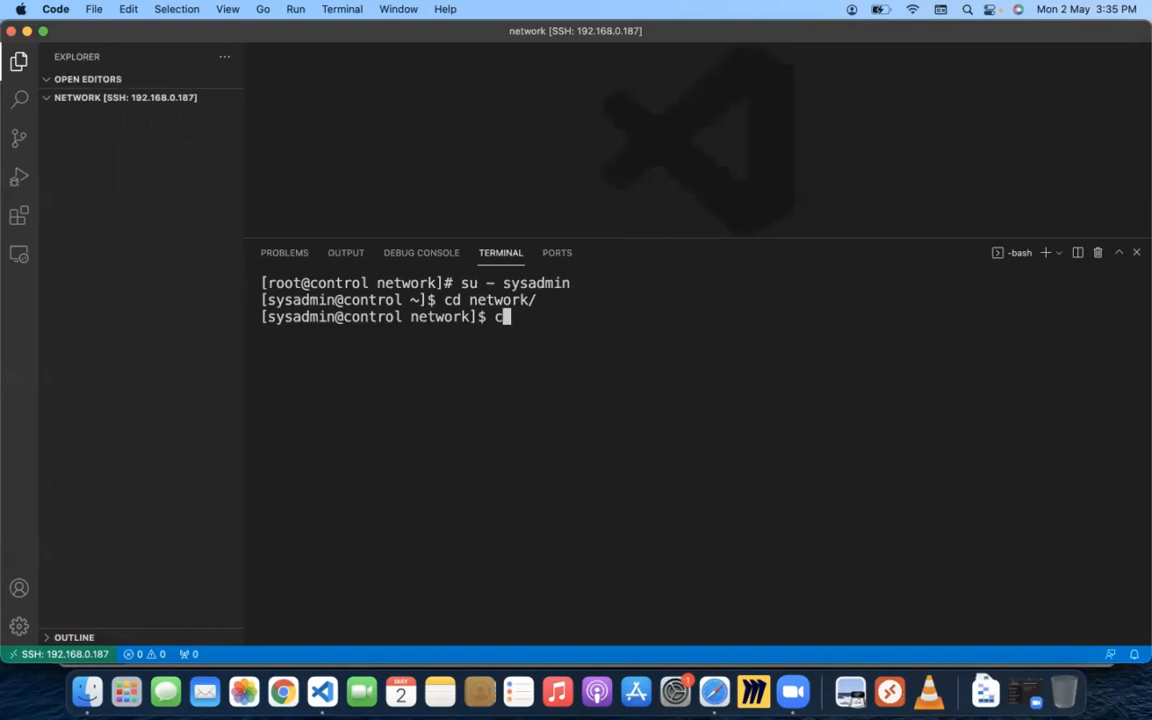 Code File Edit Selection View Go Run Terminal Window Help Mon 2 May 3:35 PM
network [SSH: 192.168.0.187]
EXPLORER
OPEN EDITORS
NETWORK [SSH: 192.168.0.187]
PROBLEMS OUTPUT DEBUG CONSOLE TERMINAL PORTS -bash
[root@control network]# su - sysadmin
[sysadmin@control ~]$ cd network/
[sysadmin@control network]$ c
OUTLINE
SSH: 192.168.0.187 0 0 0
MAY
2
1